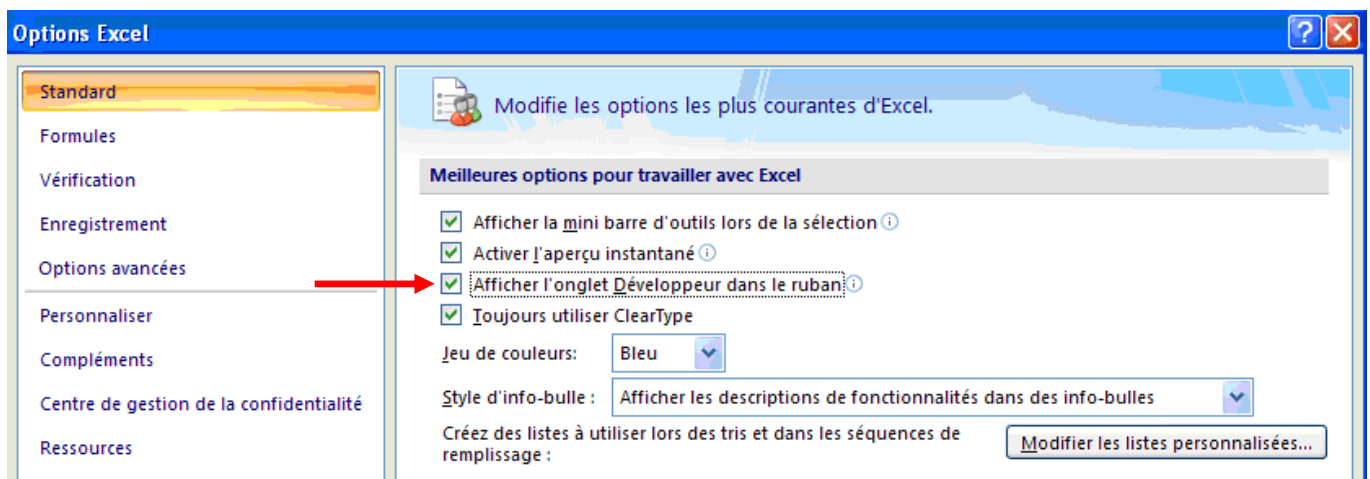 Options Excel
Standard
Formules
Vérification
Enregistrement
Options avancées
Personnaliser
Compléments
Centre de gestion de la confidentialité
Ressources
Modifie les options les plus courantes d'Excel.
Meilleures options pour travailler avec Excel
Afficher la mini barre d'outils lors de la sélection
Activer l'aperçu instantané
Afficher l'onglet Développeur dans le ruban
Toujours utiliser ClearType
Jeu de couleurs: Bleu
Style d'info-bulle : Afficher les descriptions de fonctionnalités dans des info-bulles
Créez des listes à utiliser lors des tris et dans les séquences de
remplissage : Modifier les listes personnalisées...